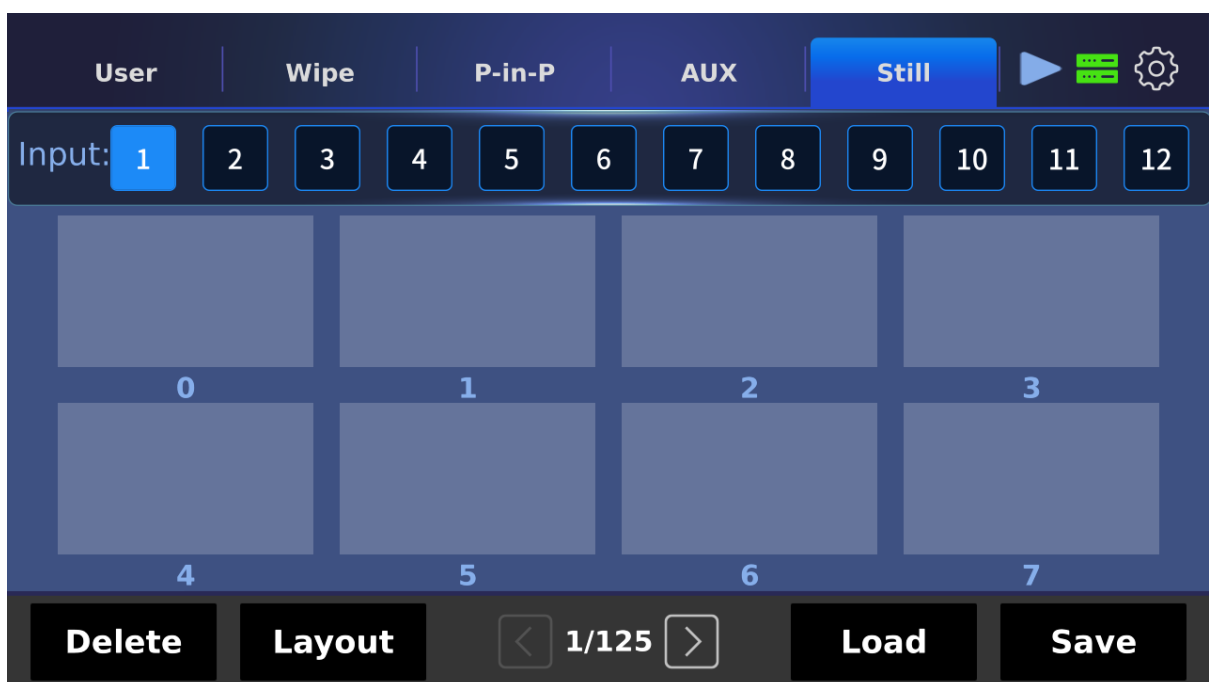 User Wipe P-in-P AUX Still
Input: 1 2 3 4 5 6 7 8 9 10 11 12
0 1 2 3
4 5 6 7
Delete Layout 1/125 Load Save